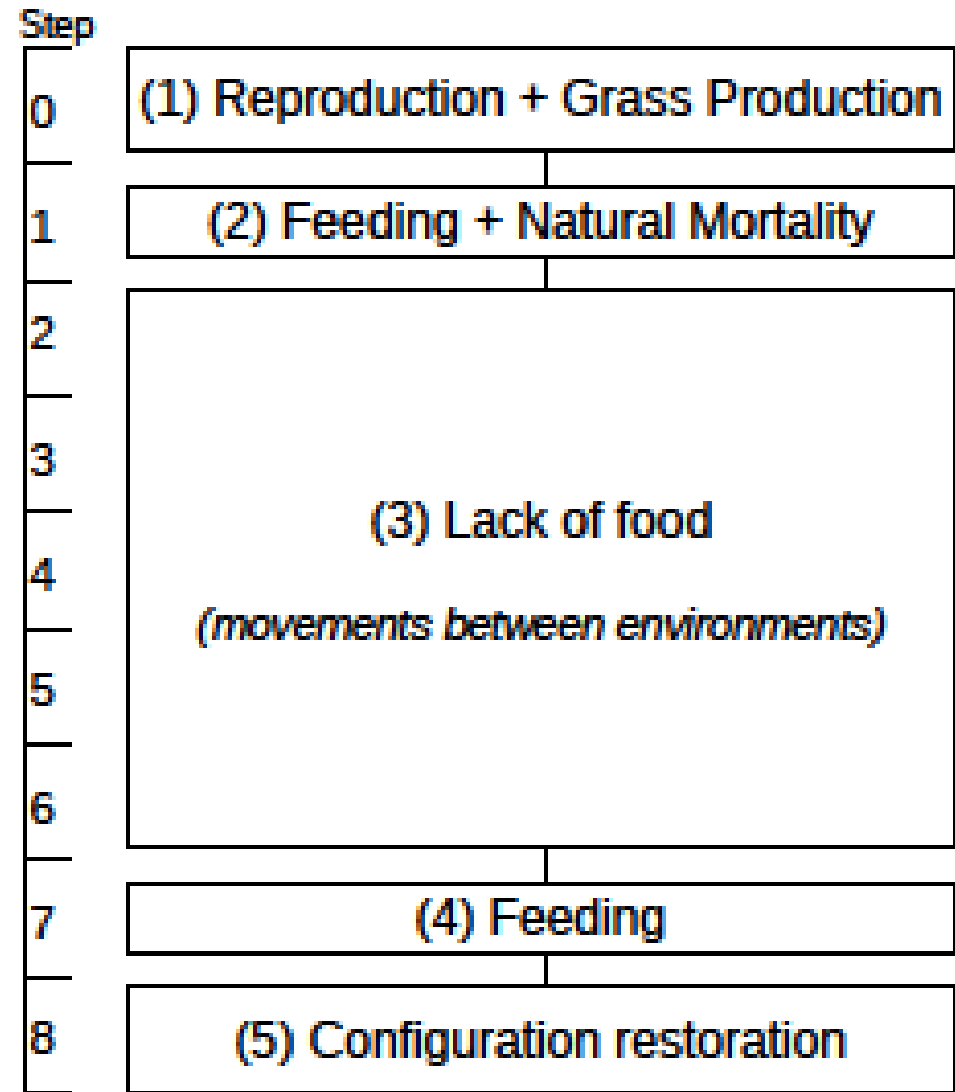 Step
0
(1) Reproduction + Grass Production
1
(2) Feeding + Natural Mortality
2
3
(3) Lack of food
4
(movements between environments)
5
6
7
(4) Feeding
8
(5) Configuration restoration